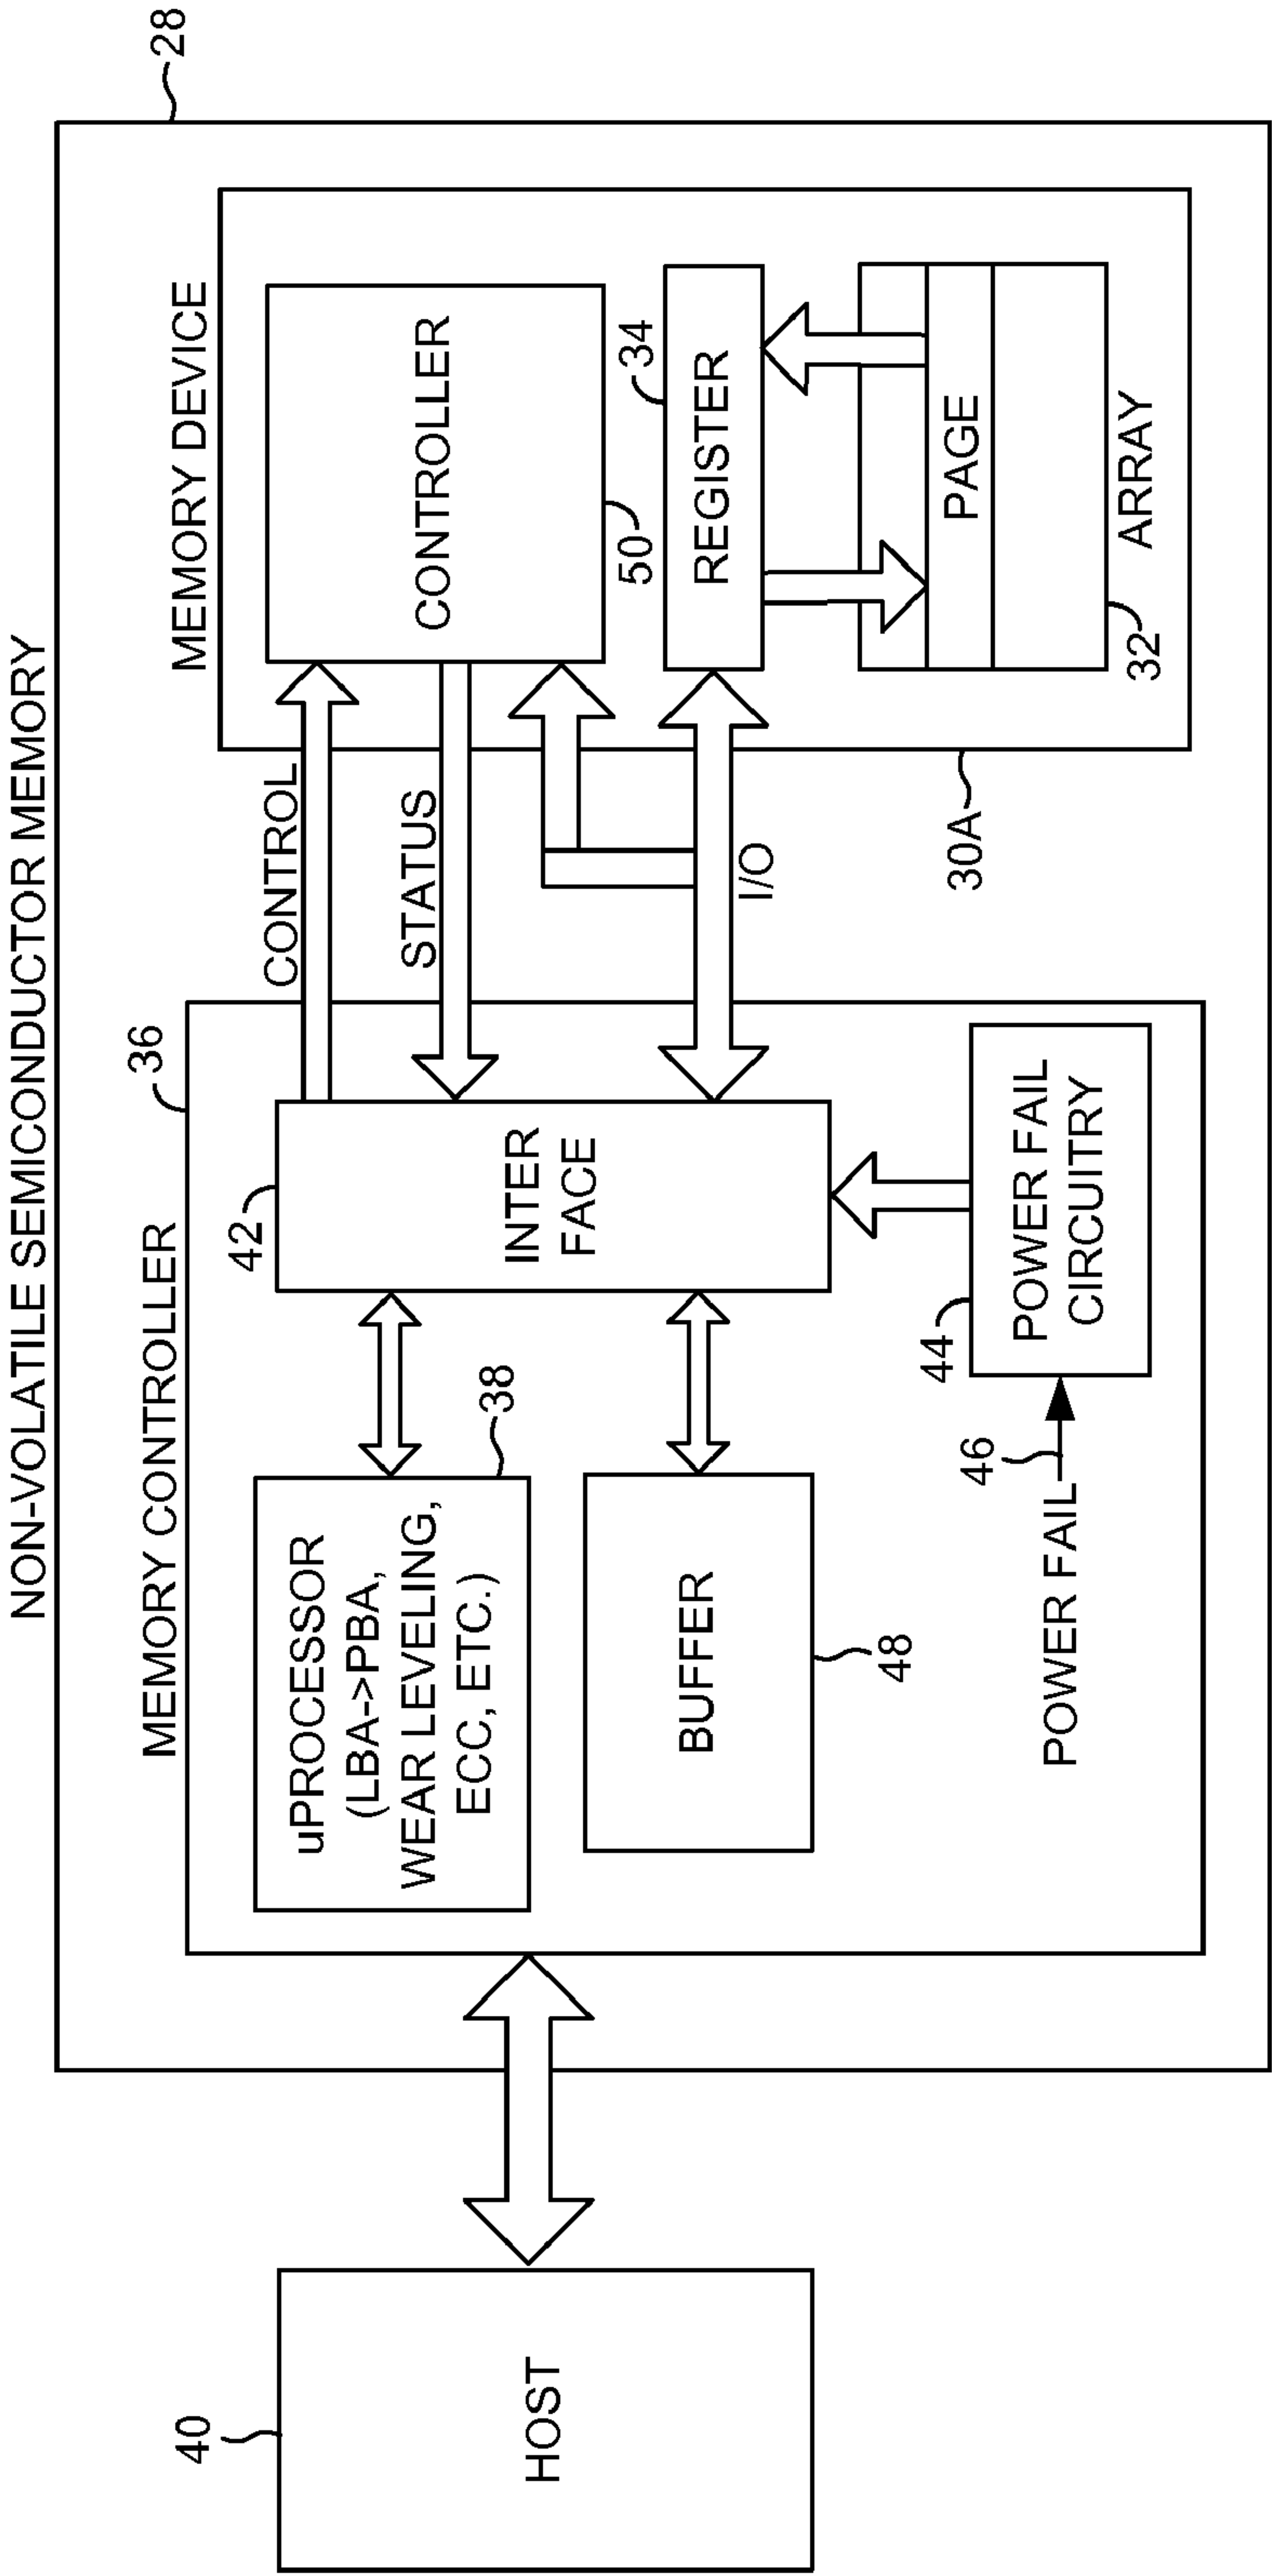 NON-VOLATILE SEMICONDUCTOR MEMORY
28
MEMORY CONTROLLER
36
MEMORY DEVICE
40
HOST
uPROCESSOR
(LBA->PBA,
WEAR LEVELING,
ECC, ETC.)
38
BUFFER
48
42
INTER
FACE
POWER FAIL
46
44
POWER FAIL
CIRCUITRY
CONTROL
STATUS
I/O
30A
CONTROLLER
50
34
REGISTER
PAGE
32
ARRAY